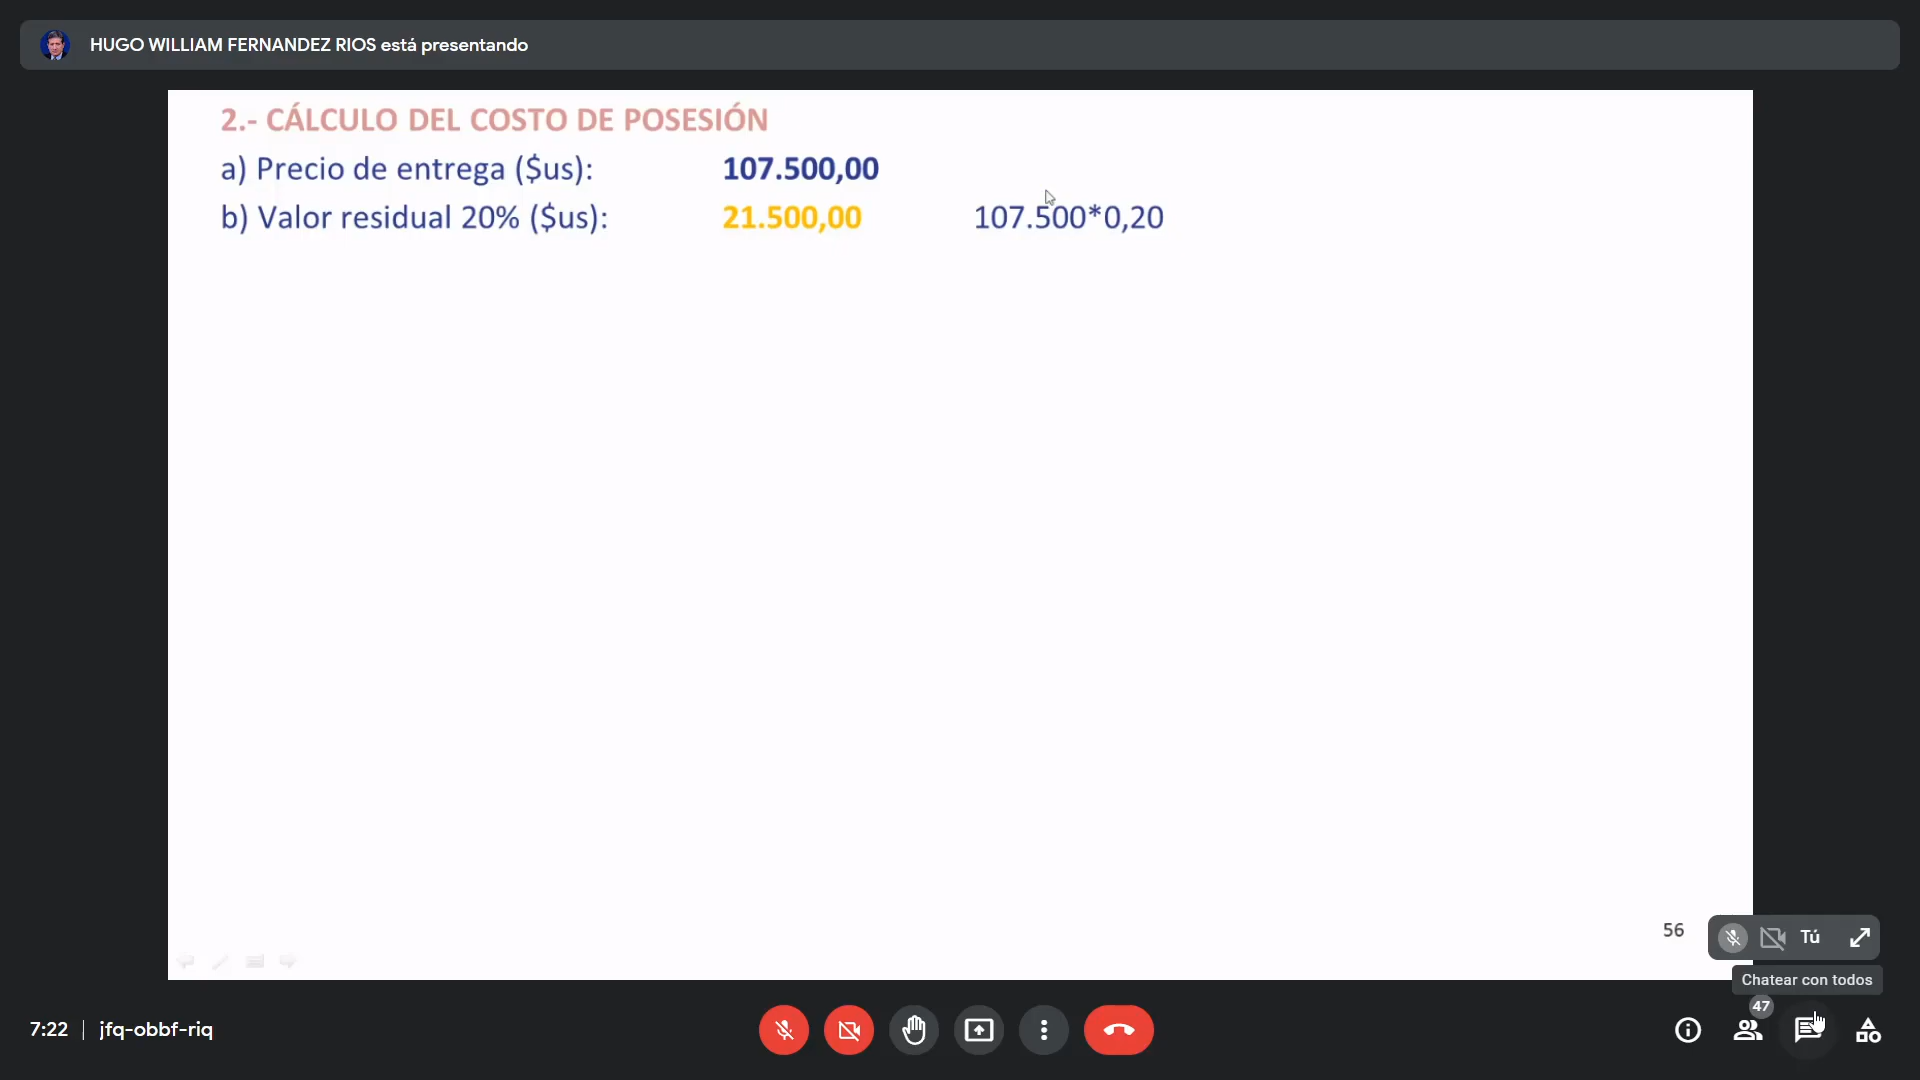 HUGO WILLIAM FERNANDEZ RIOS está presentando
2.- CÁLCULO DEL COSTO DE POSESIÓN
a) Precio de entrega ($us): 107.500,00
b) Valor residual 20% ($us): 21.500,00 107.500*0,20
56
Tú
Chatear con todos
47
7:22 | jfq-obbf-riq